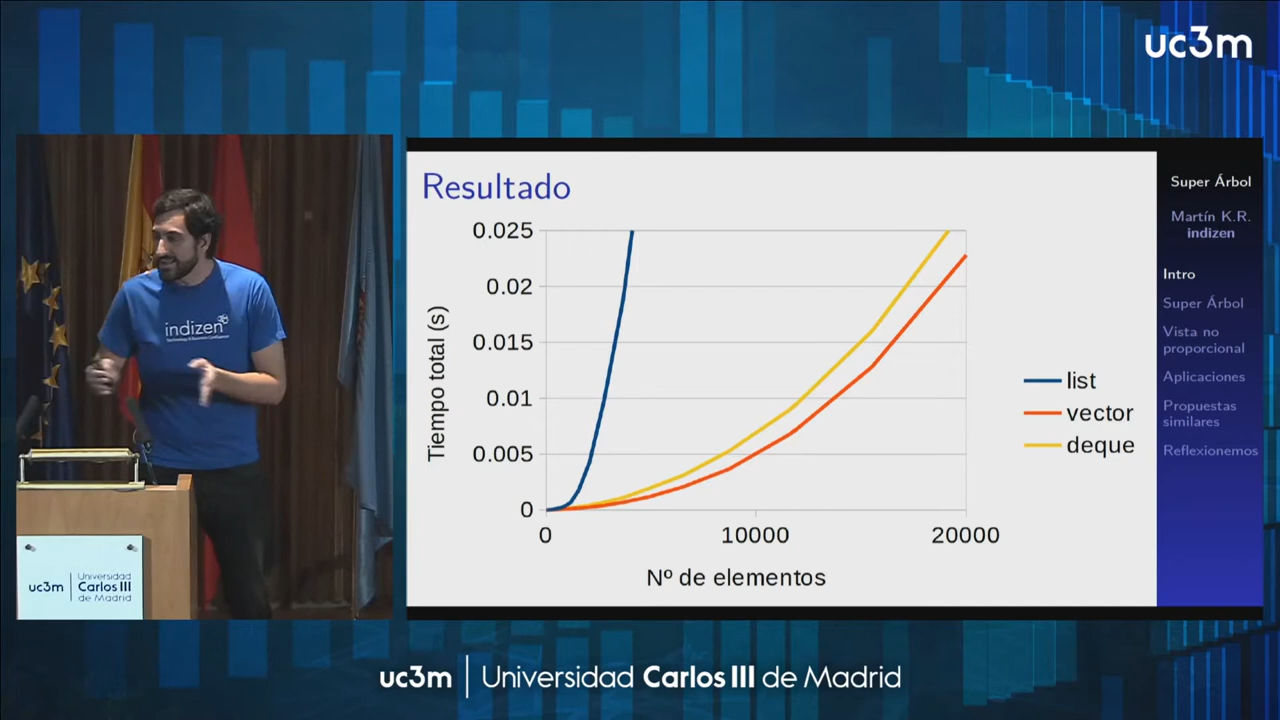 uc3m
indizen
uc3m
Universidad
Carlos III
de Madrid
Resultado
0.025
0.02
0.015
0.01
0.005
0
0
10000
20000
Tiempo total (s)
Nº de elementos
list
vector
deque
Super Árbol
Martín K.R.
indizen
Intro
Super Árbol
Vista no
proporcional
Aplicaciones
Propuestas
similares
Reflexionemos
uc3m | Universidad Carlos III de Madrid